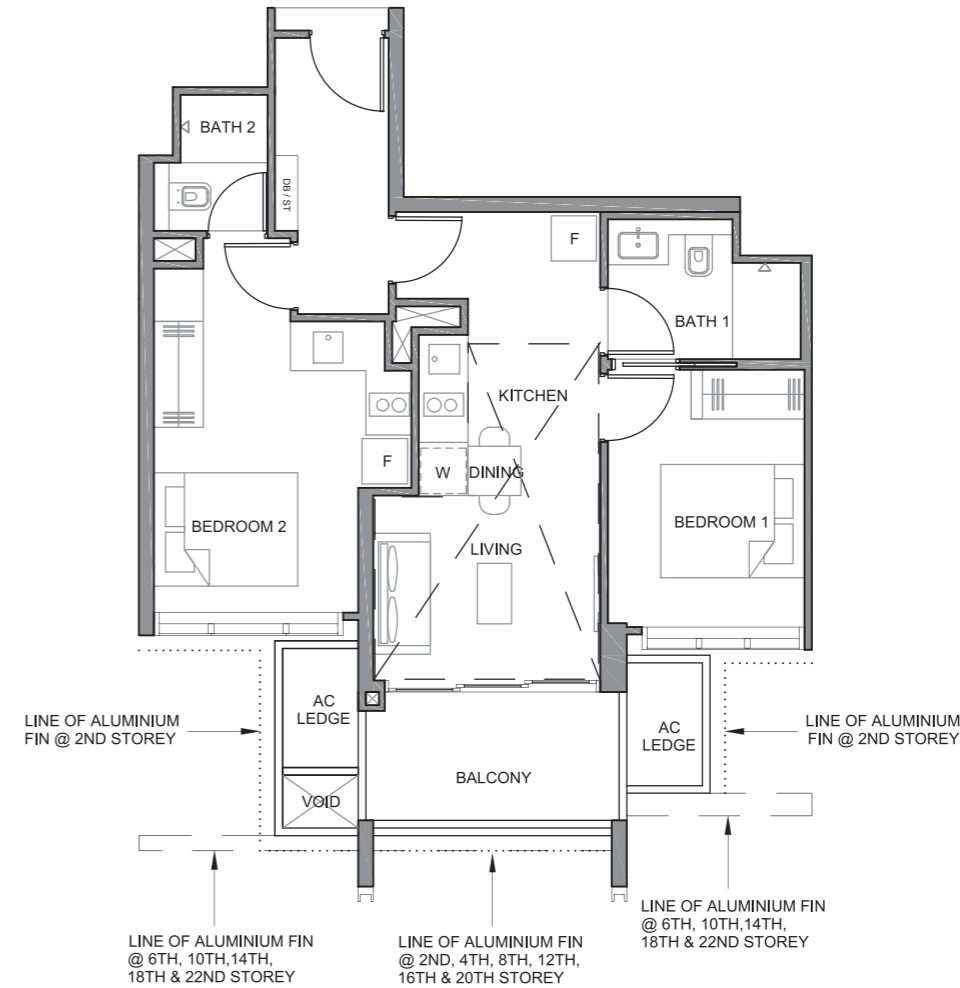 BATH 2
DB / ST
F
BATH 1
KITCHEN
F
W
DINING
BEDROOM 2
BEDROOM 1
LIVING
AC
LEDGE
AC
LEDGE
LINE OF ALUMINIUM
FIN @ 2ND STOREY
LINE OF ALUMINIUM
FIN @ 2ND STOREY
BALCONY
VOID
LINE OF ALUMINIUM FIN
@ 6TH, 10TH,14TH,
18TH & 22ND STOREY
LINE OF ALUMINIUM FIN
@ 2ND, 4TH, 8TH, 12TH,
16TH & 20TH STOREY
LINE OF ALUMINIUM FIN
@ 6TH, 10TH,14TH,
18TH & 22ND STOREY